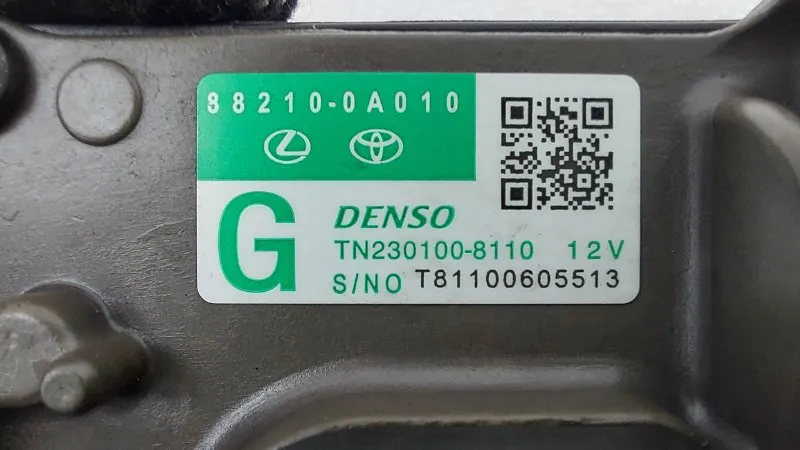 88210-0A010
G
DENSO
TN230100-8110 12V
S/NO T81100605513